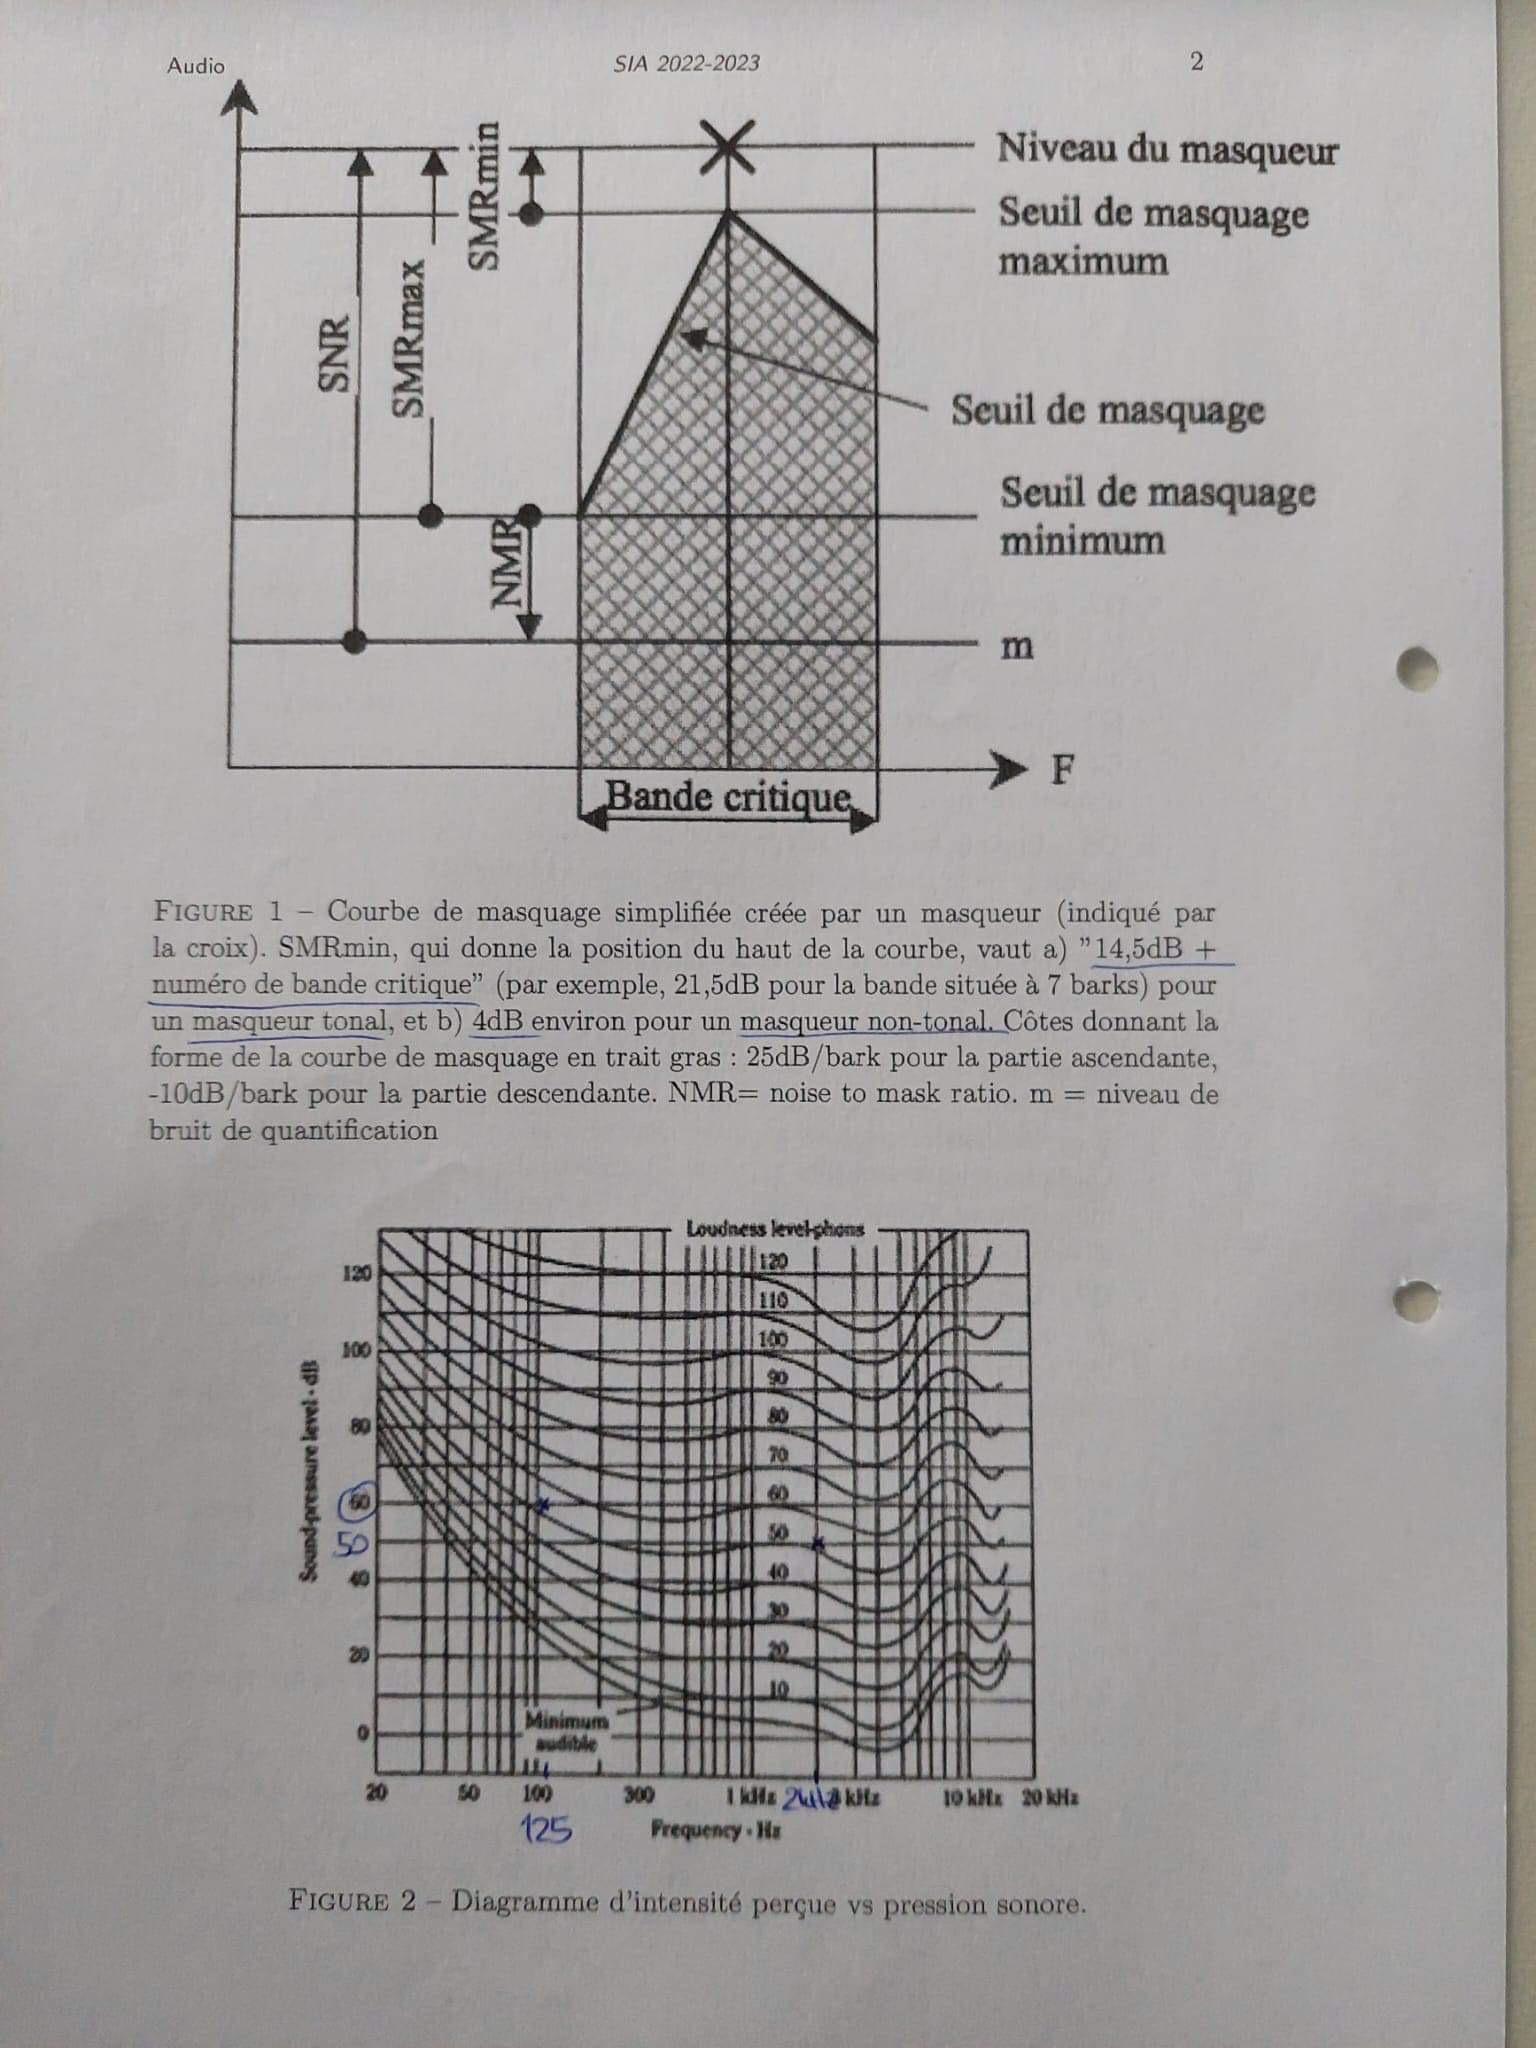 Audio
SIA 2022-2023
2
SNR
SMRmax
SMRmin
NMR
Niveau du masqueur
Seuil de masquage
maximum
Seuil de masquage
Seuil de masquage
minimum
m
F
Bande critique
FIGURE 1 – Courbe de masquage simplifiée créée par un masqueur (indiqué par
la croix). SMRmin, qui donne la position du haut de la courbe, vaut a) "14,5dB +
numéro de bande critique" (par exemple, 21,5dB pour la bande située à 7 barks) pour
un masqueur tonal, et b) 4dB environ pour un masqueur non-tonal. Côtes donnant la
forme de la courbe de masquage en trait gras : 25dB/bark pour la partie ascendante,
-10dB/bark pour la partie descendante. NMR= noise to mask ratio. m = niveau de
bruit de quantification
Loudness level-phons
120
110
100
90
80
70
60
50
40
30
20
10
Sound-pressure level - dB
120
100
80
60
50
40
20
0
Minimum
audible
20 50 100 300 1 kHz 2kHz kHz 10 kHz 20 kHz
125
Frequency - Hz
FIGURE 2 – Diagramme d'intensité perçue vs pression sonore.